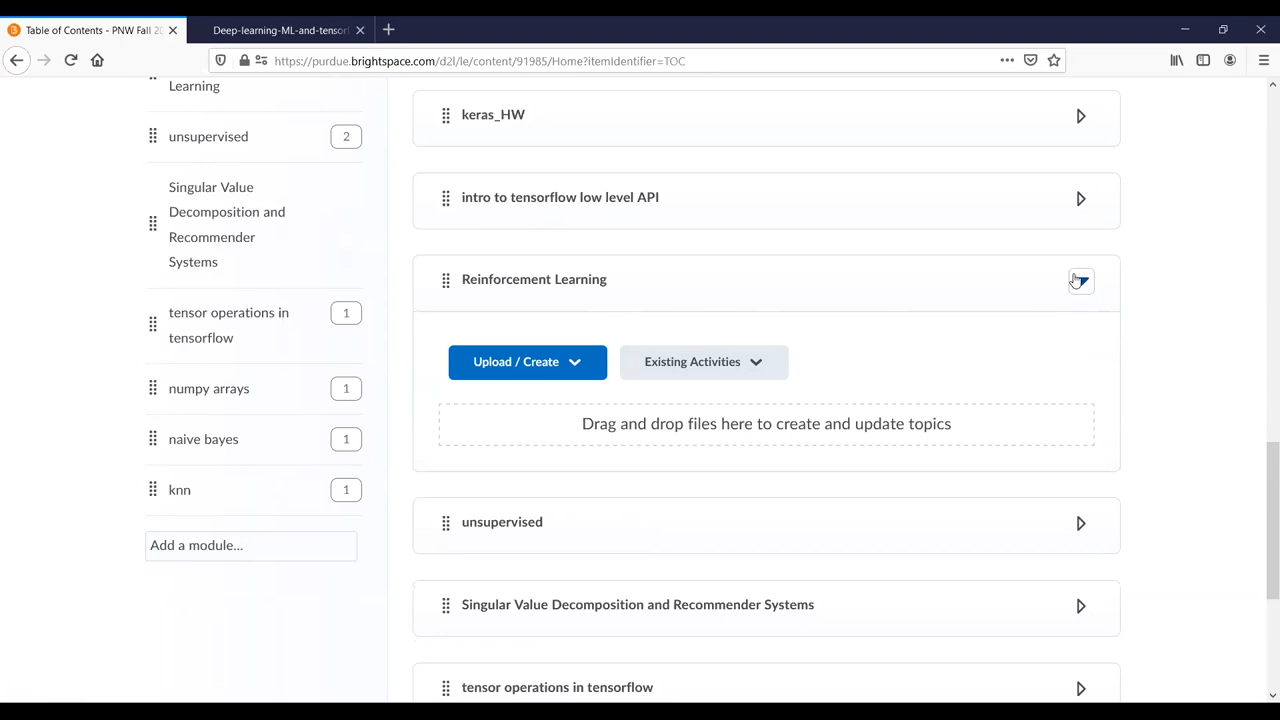 Table of Contents - PNW Fall 20
Deep-learning-ML-and-tensorf
https://purdue.brightspace.com/d2l/le/content/91985/Home?itemIdentifier=TOC
Learning
unsupervised 2
Singular Value
Decomposition and
Recommender
Systems
tensor operations in 1
tensorflow
numpy arrays 1
naive bayes 1
knn 1
Add a module...
keras_HW
intro to tensorflow low level API
Reinforcement Learning
Upload / Create
Existing Activities
Drag and drop files here to create and update topics
unsupervised
Singular Value Decomposition and Recommender Systems
tensor operations in tensorflow